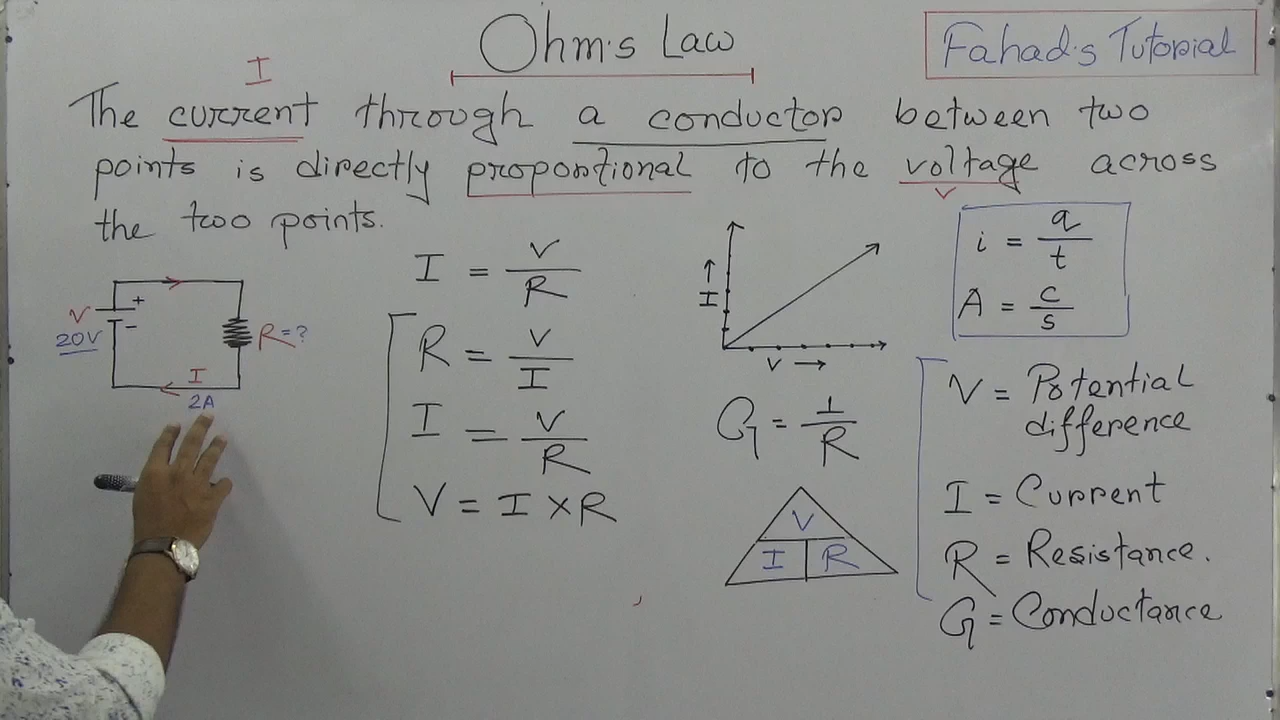 Ohm's Law
Fahad's Tutorial
I
The current through a conductor between two
points is directly proportional to the voltage across
V
the two points.
+
-
V
20V
R=?
I
2A
I = V/R
R = V/I
I = V/R
V = I X R
I →
V →
G = 1/R
V
I R
i = q/t
A = c/s
V = Potential
difference
I = Current
R = Resistance.
G = Conductance